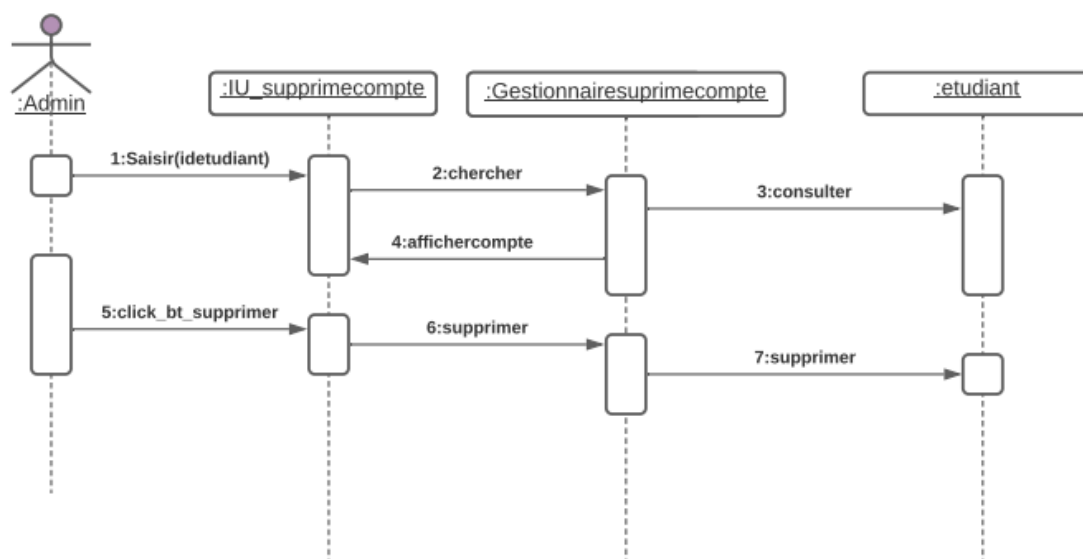 :Admin
:IU_supprimecompte
:Gestionnairesuprimecompte
:etudiant
1:Saisir(idetudiant)
2:chercher
3:consulter
4:affichercompte
5:click_bt_supprimer
6:supprimer
7:supprimer